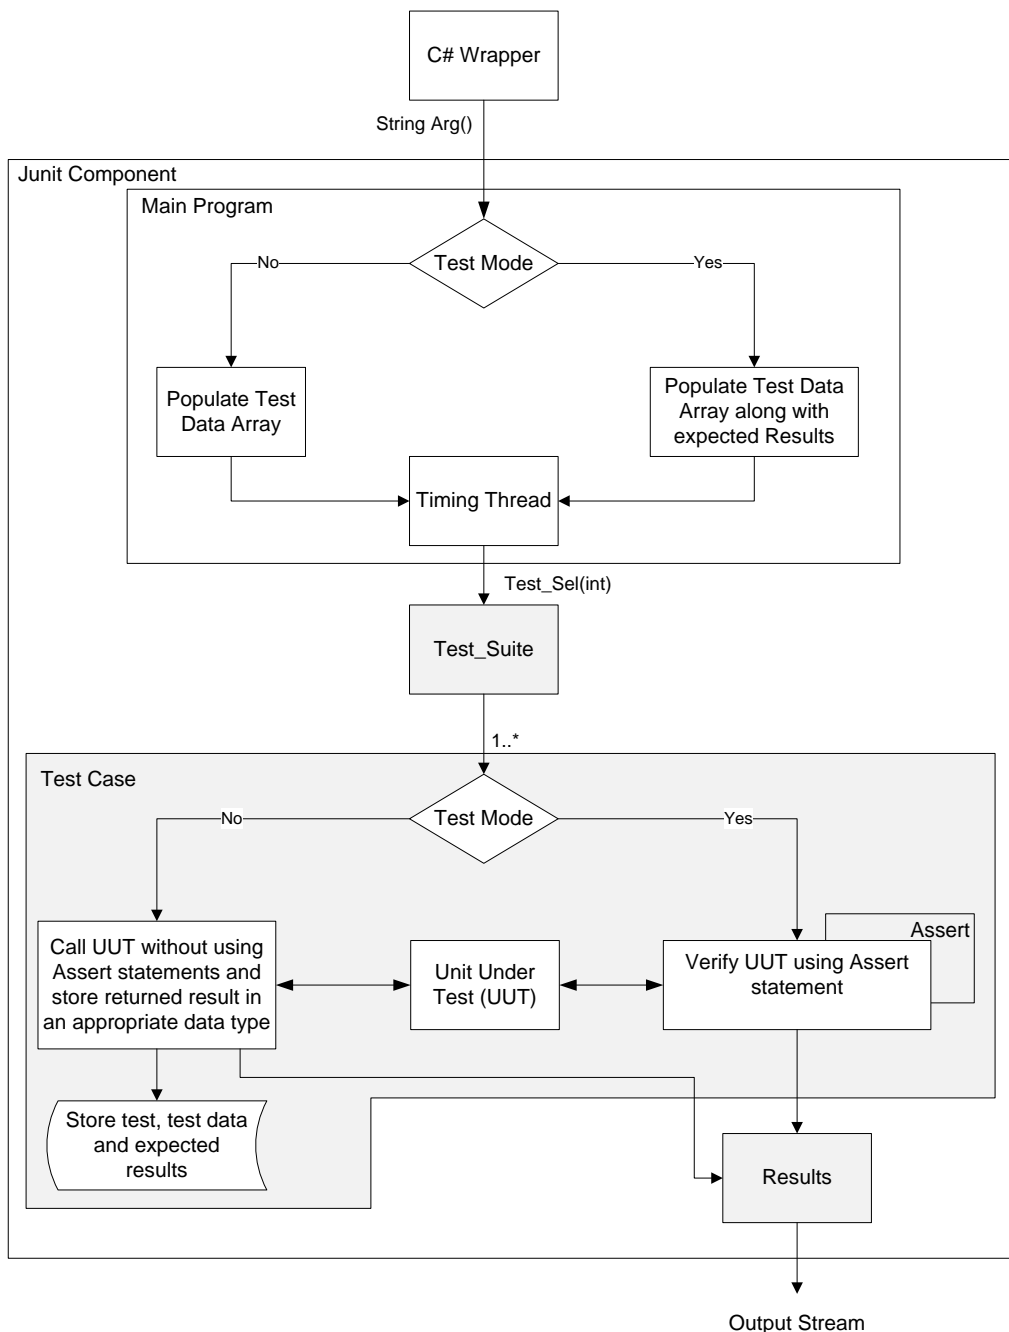 C# Wrapper
String Arg()
Junit Component
Main Program
Test Mode
No
Yes
Populate Test
Data Array
Populate Test Data
Array along with
expected Results
Timing Thread
Test_Sel(int)
Test_Suite
1..*
Test Case
Test Mode
No
Yes
Call UUT without using
Assert statements and
store returned result in
an appropriate data type
Unit Under
Test (UUT)
Assert
Verify UUT using Assert
statement
Store test, test data
and expected
results
Results
Output Stream